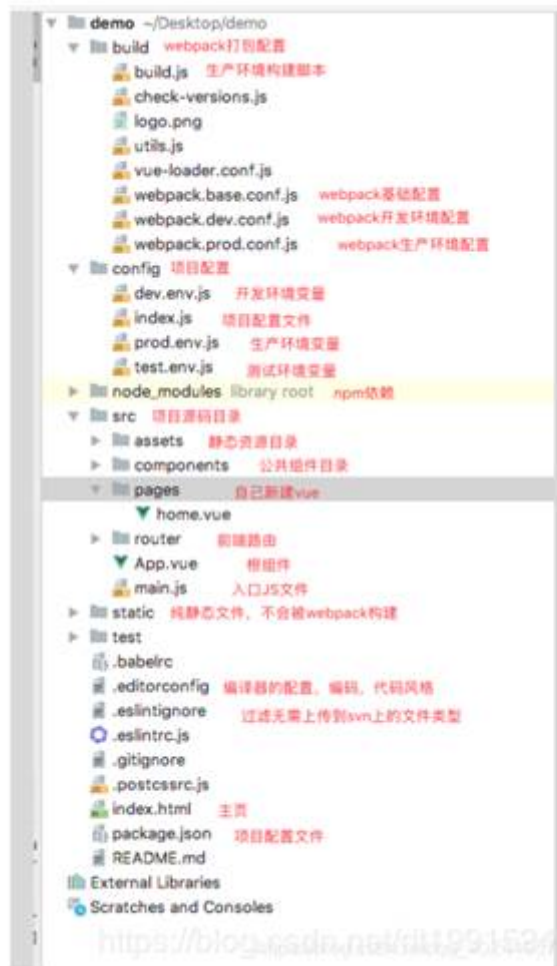 demo ~/Desktop/demo
build webpack打包配置
build.js 生产环境构建脚本
check-versions.js
logo.png
utils.js
vue-loader.conf.js
webpack.base.conf.js webpack基础配置
webpack.dev.conf.js webpack开发环境配置
webpack.prod.conf.js webpack生产环境配置
config 项目配置
dev.env.js 开发环境变量
index.js 项目配置文件
prod.env.js 生产环境变量
test.env.js 测试环境变量
node_modules library root npm依赖
src 项目源码目录
assets 静态资源目录
components 公共组件目录
pages 自己新建vue
home.vue
router 前端路由
App.vue 根组件
main.js 入口JS文件
static 纯静态文件，不会被webpack构建
test
.babelrc
.editorconfig 编译器的配置，编码，代码风格
.eslintignore 过滤无需上传到svn上的文件类型
.eslintrc.js
.gitignore
.postcssrc.js
index.html 主页
package.json 项目配置文件
README.md
External Libraries
Scratches and Consoles